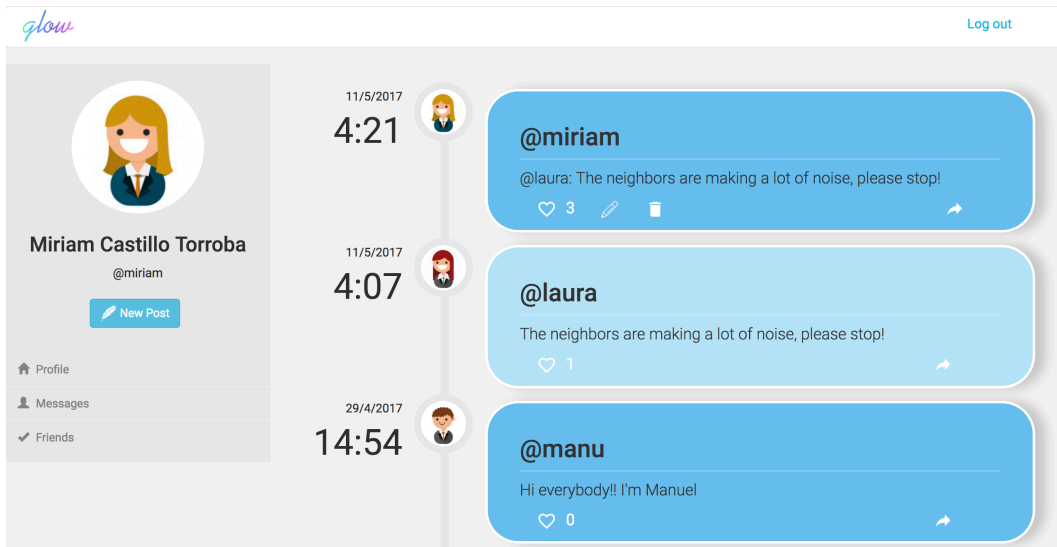 glow
Log out
Miriam Castillo Torroba
@miriam
New Post
Profile
Messages
Friends
11/5/2017
4:21
@miriam
@laura: The neighbors are making a lot of noise, please stop!
3
11/5/2017
4:07
@laura
The neighbors are making a lot of noise, please stop!
1
29/4/2017
14:54
@manu
Hi everybody!! I'm Manuel
0